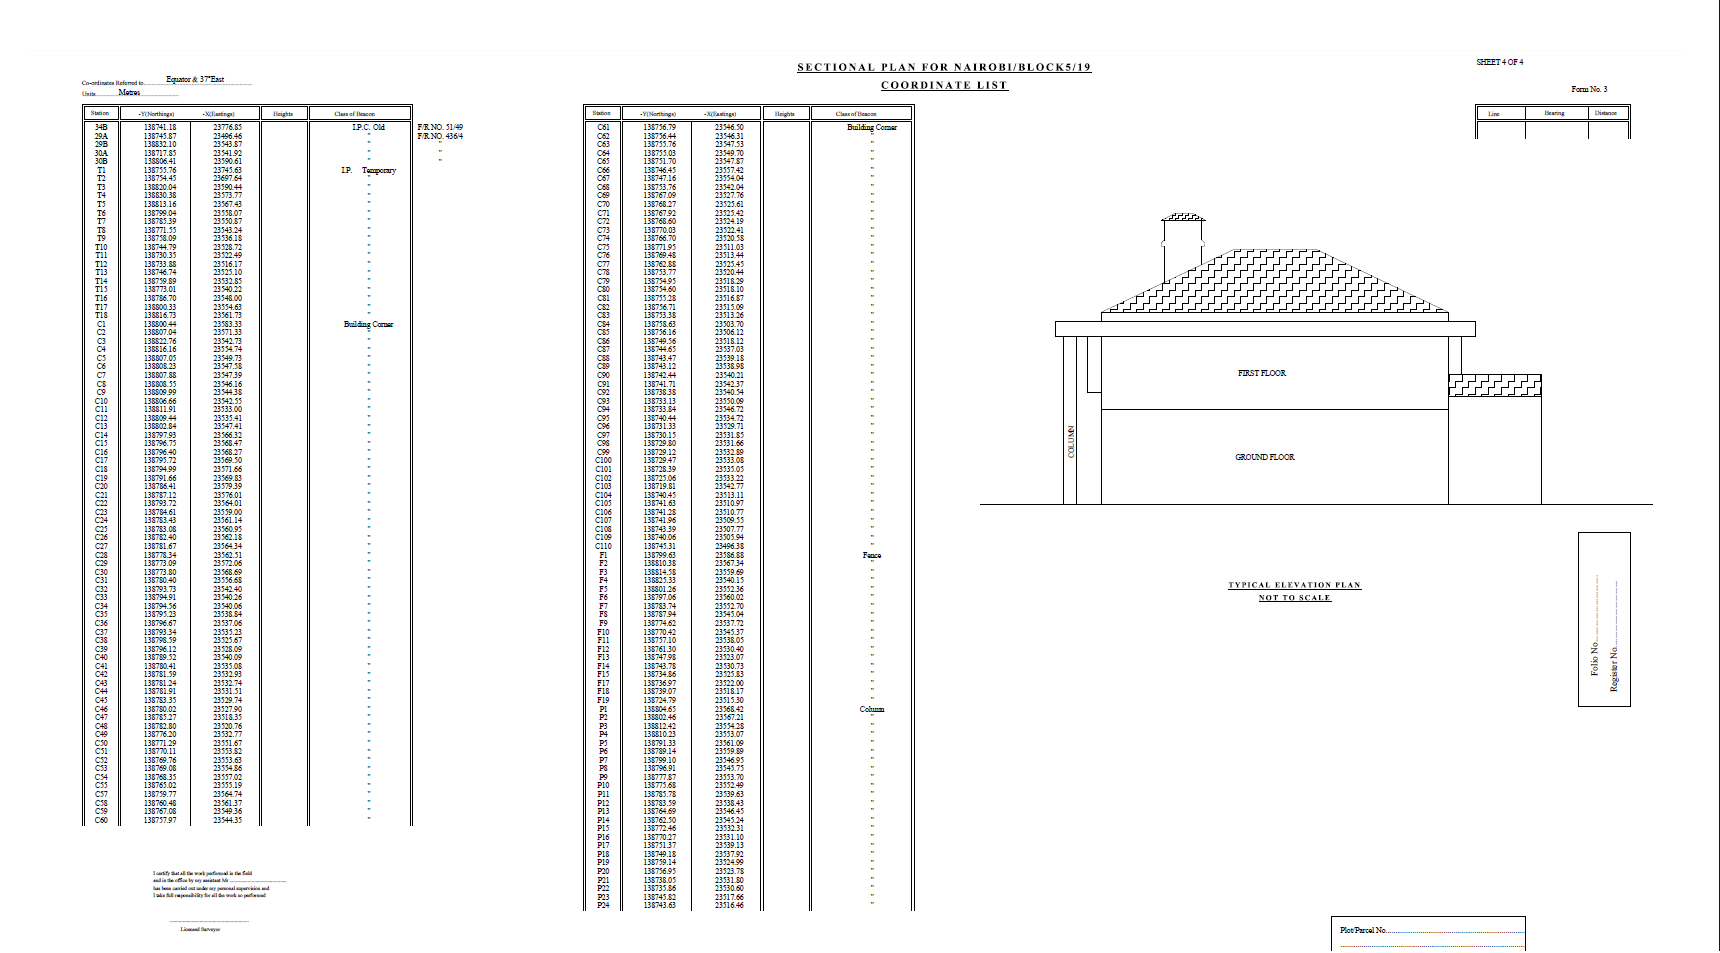 SECTIONAL PLAN FOR NAIROBI/BLOCK5/19
COORDINATE LIST
SHEET 4 OF 4
Form No. 3
Co-ordinates Referred to Equator & 37°East
Units Metres
Station -Y(Northings) -X(Eastings) Heights Class of Beacon
34B 138741.18 23776.85 I.P.C. Old F/R NO. 51/49
29A 138745.87 23496.46 " F/R NO. 436/4
29B 138832.10 23543.87 " "
30A 138717.85 23541.92 " "
30B 138806.41 23590.61 " "
T1 138755.76 23745.63 I.P. Temporary
T2 138754.45 23697.64 "
T3 138820.04 23590.44 "
T4 138830.38 23573.77 "
T5 138813.16 23567.43 "
T6 138799.04 23558.07 "
T7 138785.39 23550.87 "
T8 138771.55 23543.24 "
T9 138758.09 23536.18 "
T10 138744.79 23528.72 "
T11 138730.35 23522.49 "
T12 138733.88 23516.17 "
T13 138746.74 23525.10 "
T14 138759.89 23532.85 "
T15 138773.01 23540.22 "
T16 138786.70 23548.00 "
T17 138800.33 23554.63 "
T18 138816.73 23561.73 "
C1 138800.44 23583.33 Building Corner
C2 138807.04 23571.33 "
C3 138822.76 23542.73 "
C4 138816.16 23554.74 "
C5 138807.05 23549.73 "
C6 138808.23 23547.58 "
C7 138807.88 23547.39 "
C8 138808.55 23546.16 "
C9 138809.99 23544.38 "
C10 138806.66 23542.55 "
C11 138811.91 23533.00 "
C12 138809.44 23535.41 "
C13 138802.84 23547.41 "
C14 138797.93 23566.32 "
C15 138796.75 23568.47 "
C16 138796.40 23568.27 "
C17 138795.72 23569.50 "
C18 138794.99 23571.66 "
C19 138791.66 23569.83 "
C20 138786.41 23579.39 "
C21 138787.12 23576.01 "
C22 138793.72 23564.01 "
C23 138784.61 23559.00 "
C24 138783.43 23561.14 "
C25 138783.08 23560.95 "
C26 138782.40 23562.18 "
C27 138781.67 23564.34 "
C28 138778.34 23562.51 "
C29 138773.09 23572.06 "
C30 138773.80 23568.69 "
C31 138780.40 23556.68 "
C32 138793.73 23542.40 "
C33 138794.91 23540.26 "
C34 138794.56 23540.06 "
C35 138795.23 23538.84 "
C36 138796.67 23537.06 "
C37 138793.34 23535.23 "
C38 138798.59 23525.67 "
C39 138796.12 23528.09 "
C40 138789.52 23540.09 "
C41 138780.41 23535.08 "
C42 138781.59 23532.93 "
C43 138781.24 23532.74 "
C44 138781.91 23531.51 "
C45 138783.35 23529.74 "
C46 138780.02 23527.90 "
C47 138785.27 23518.35 "
C48 138782.80 23520.76 "
C49 138776.20 23532.77 "
C50 138771.29 23551.67 "
C51 138770.11 23553.82 "
C52 138769.76 23553.63 "
C53 138769.08 23554.86 "
C54 138768.35 23557.02 "
C55 138765.02 23555.19 "
C57 138759.77 23564.74 "
C58 138760.48 23561.37 "
C59 138767.08 23549.36 "
C60 138757.97 23544.35 "
I certify that all the work performed in the field
and in the office by my assistant Mr
has been carried out under my personal supervision and
I take full responsibility for all the work so performed
Licensed Surveyor
Station -Y(Northings) -X(Eastings) Heights Class of Beacon
C61 138756.79 23546.50 Building Corner
C62 138756.44 23546.31 "
C63 138755.76 23547.53 "
C64 138755.03 23549.70 "
C65 138751.70 23547.87 "
C66 138746.45 23557.42 "
C67 138747.16 23554.04 "
C68 138753.76 23542.04 "
C69 138767.09 23527.76 "
C70 138768.27 23525.61 "
C71 138767.92 23525.42 "
C72 138768.60 23524.19 "
C73 138770.03 23522.41 "
C74 138766.70 23520.58 "
C75 138771.95 23511.03 "
C76 138769.48 23513.44 "
C77 138762.88 23525.45 "
C78 138753.77 23520.44 "
C79 138754.95 23518.29 "
C80 138754.60 23518.10 "
C81 138755.28 23516.87 "
C82 138756.71 23515.09 "
C83 138753.38 23513.26 "
C84 138758.63 23503.70 "
C85 138756.16 23506.12 "
C86 138749.56 23518.12 "
C87 138744.65 23537.03 "
C88 138743.47 23539.18 "
C89 138743.12 23538.98 "
C90 138742.44 23540.21 "
C91 138741.71 23542.37 "
C92 138738.38 23540.54 "
C93 138733.13 23550.09 "
C94 138733.84 23546.72 "
C95 138740.44 23534.72 "
C96 138731.33 23529.71 "
C97 138730.15 23531.85 "
C98 138729.80 23531.66 "
C99 138729.12 23532.89 "
C100 138729.47 23533.08 "
C101 138728.39 23535.05 "
C102 138725.06 23533.22 "
C103 138719.81 23542.77 "
C104 138740.45 23513.11 "
C105 138741.63 23510.97 "
C106 138741.28 23510.77 "
C107 138741.96 23509.55 "
C108 138743.39 23507.77 "
C109 138740.06 23505.94 "
C110 138745.31 23496.38 "
F1 138799.63 23586.88 Fence
F2 138810.38 23567.34 "
F3 138814.58 23559.69 "
F4 138825.33 23540.15 "
F5 138801.26 23552.36 "
F6 138797.06 23560.02 "
F7 138783.74 23552.70 "
F8 138787.94 23545.04 "
F9 138774.62 23537.72 "
F10 138770.42 23545.37 "
F11 138757.10 23538.05 "
F12 138761.30 23530.40 "
F13 138747.98 23523.07 "
F14 138743.78 23530.73 "
F15 138734.86 23525.83 "
F17 138736.97 23522.00 "
F18 138739.07 23518.17 "
F19 138724.79 23515.30 "
P1 138804.65 23568.42 Column
P2 138802.46 23567.21 "
P3 138812.42 23554.28 "
P4 138810.23 23553.07 "
P5 138791.33 23561.09 "
P6 138789.14 23559.89 "
P7 138799.10 23546.95 "
P8 138796.91 23545.75 "
P9 138777.87 23553.70 "
P10 138775.68 23552.49 "
P11 138785.78 23539.63 "
P12 138783.59 23538.43 "
P13 138764.69 23546.45 "
P14 138762.50 23545.24 "
P15 138772.46 23532.31 "
P16 138770.27 23531.10 "
P17 138751.37 23539.13 "
P18 138749.18 23537.92 "
P19 138759.14 23524.99 "
P20 138756.95 23523.78 "
P21 138738.05 23531.80 "
P22 138735.86 23530.60 "
P23 138745.82 23517.66 "
P24 138743.63 23516.46 "
Line Bearing Distance
FIRST FLOOR
COLUMN
GROUND FLOOR
TYPICAL ELEVATION PLAN
NOT TO SCALE
Folio No.
Register No.
Plot/Parcel No.